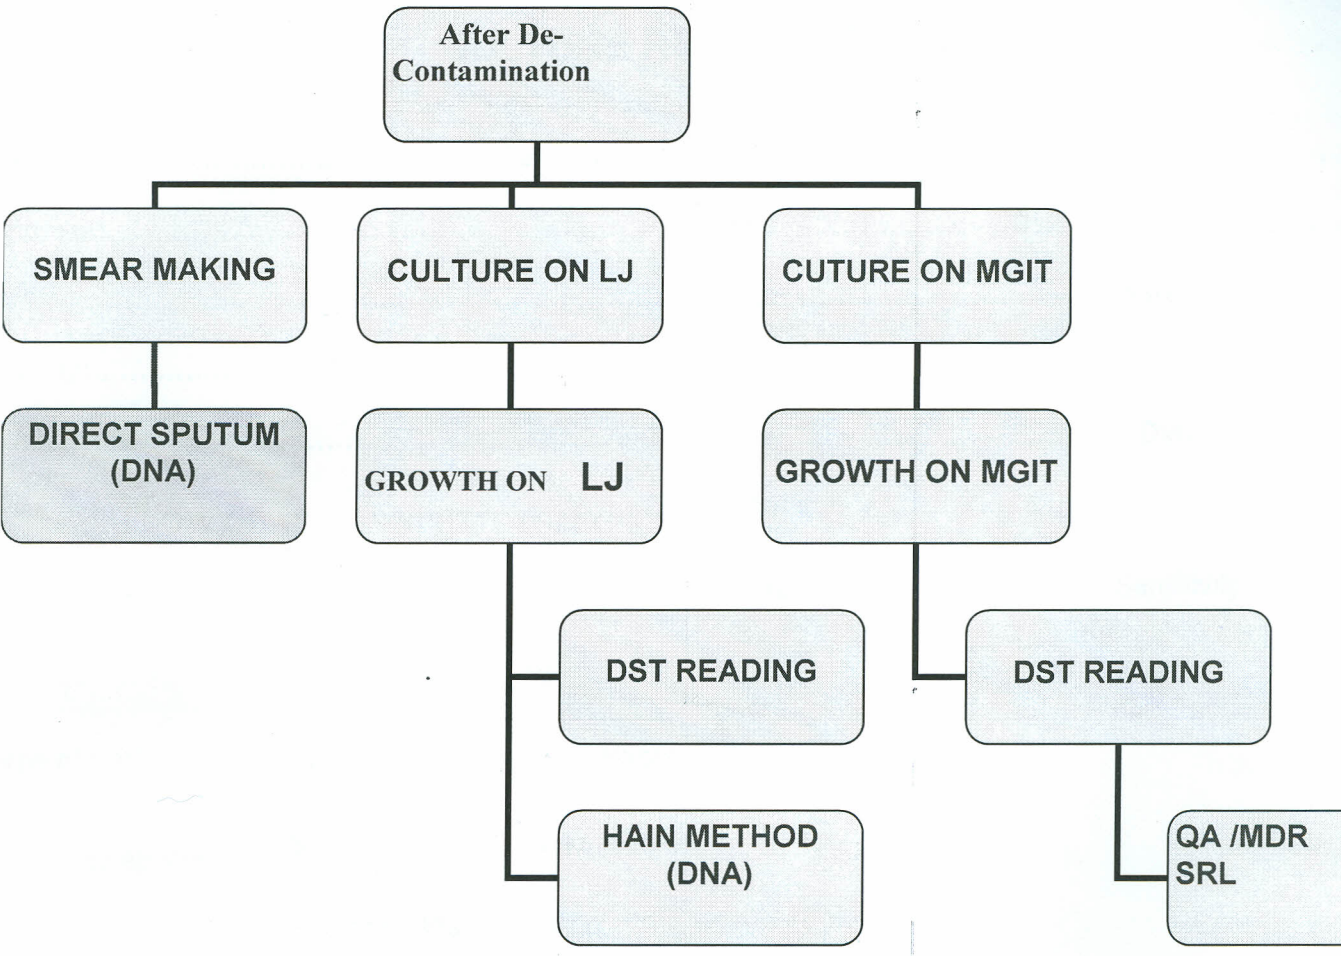 After De-
Contamination
SMEAR MAKING
CULTURE ON LJ
CUTURE ON MGIT
DIRECT SPUTUM
(DNA)
GROWTH ON LJ
GROWTH ON MGIT
DST READING
DST READING
HAIN METHOD
(DNA)
QA /MDR
SRL